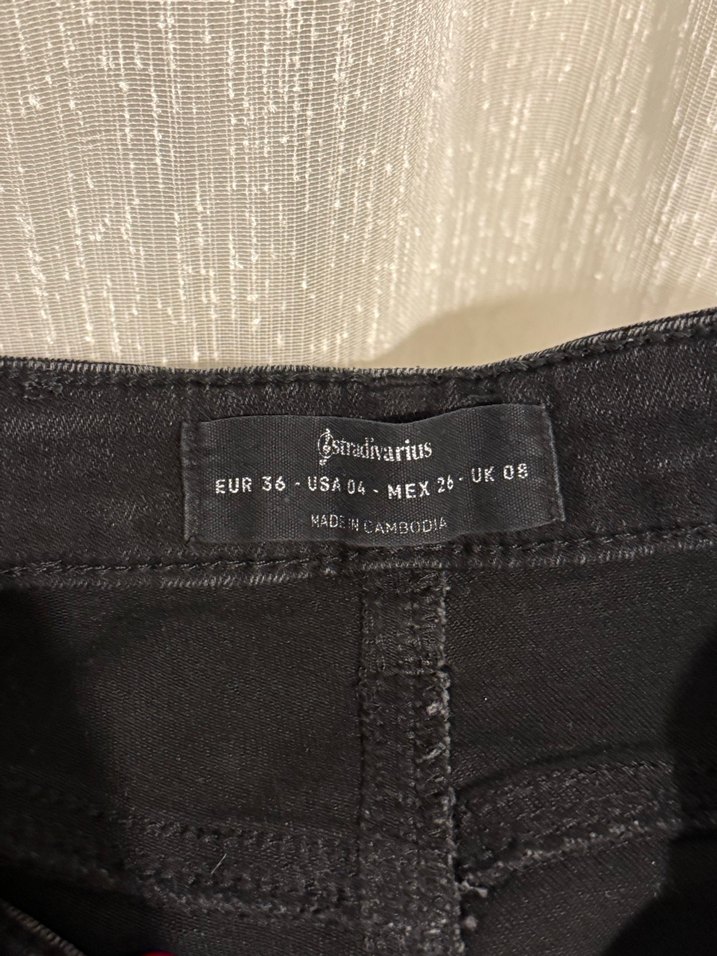 stradivarius
EUR 36 - USA 04 - MEX 26 - UK 08
MADE IN CAMBODIA